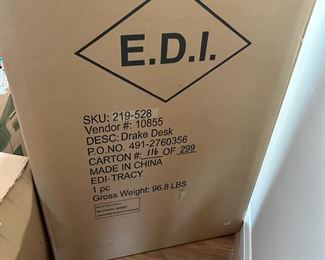 E.D.I.
SKU: 219-528
Vendor #: 10855
DESC: Drake Desk
P.O.NO. 491-2760356
CARTON # 116 OF 299
MADE IN CHINA
EDI-TRACY
1 pc
Gross Weight: 96.8 LBS